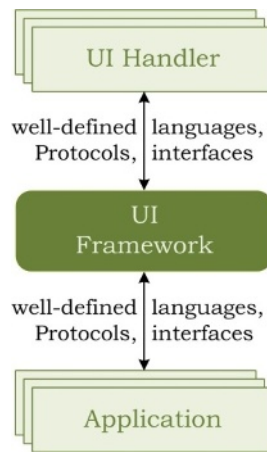 UI Handler
well-defined languages,
Protocols, interfaces
UI
Framework
well-defined languages,
Protocols, interfaces
Application